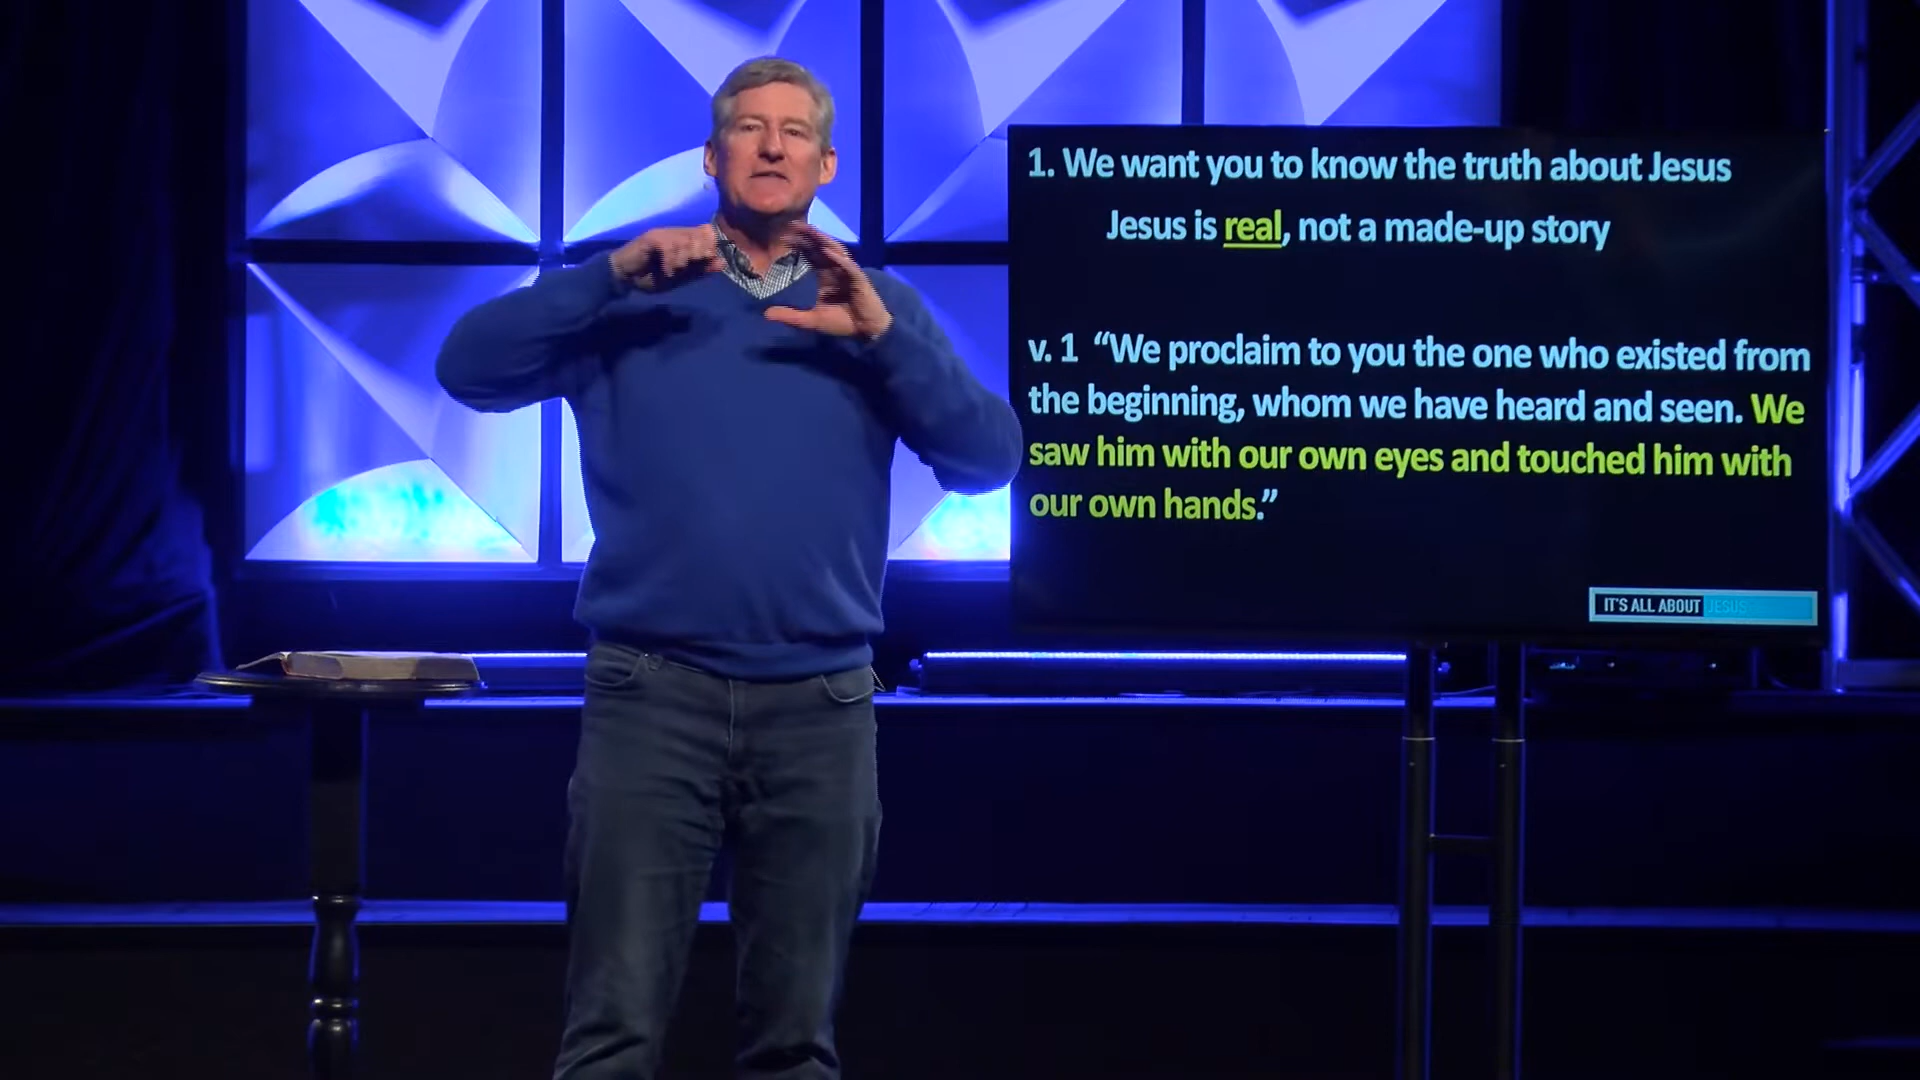 1. We want you to know the truth about Jesus
Jesus is real, not a made-up story
v. 1 “We proclaim to you the one who existed from
the beginning, whom we have heard and seen. We
saw him with our own eyes and touched him with
our own hands.”
IT'S ALL ABOUT JESUS